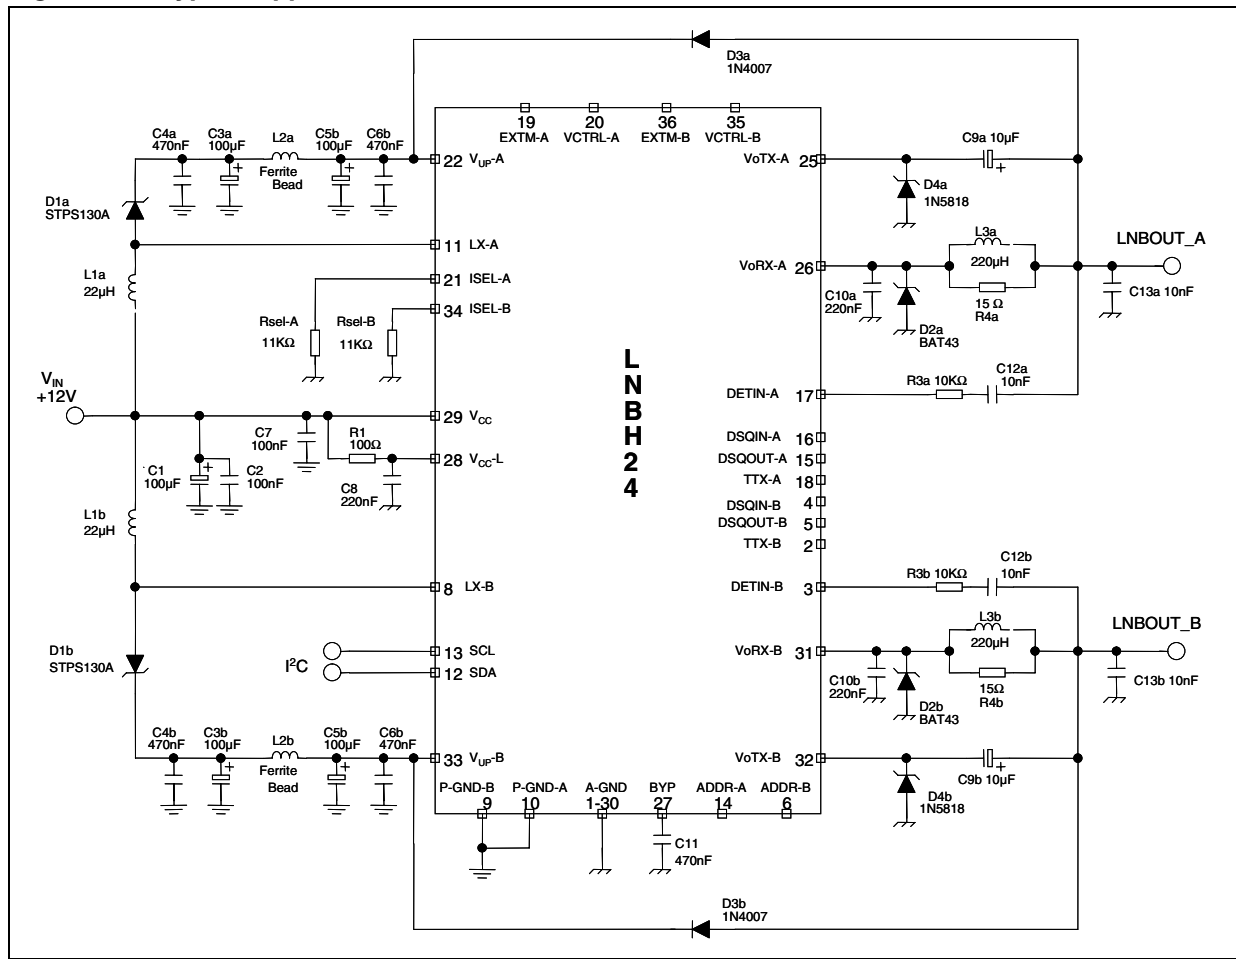 D3a
1N4007
19
EXTM-A
20
VCTRL-A
36
EXTM-B
35
VCTRL-B
C4a
470nF
C3a
100µF
L2a
C5b
100µF
C6b
470nF
Ferrite
Bead
22 VUP-A
VoTX-A 25
C9a 10µF
D4a
1N5818
D1a
STPS130A
11 LX-A
L3a
220µH
LNBOUT_A
VoRX-A 26
L1a
22µH
21 ISEL-A
34 ISEL-B
C10a
220nF
15 Ω
R4a
C13a 10nF
D2a
BAT43
Rsel-A
11KΩ
Rsel-B
11KΩ
L
N
B
H
2
4
VIN
+12V
DETIN-A 17
R3a 10KΩ
C12a
10nF
29 VCC
C7
100nF
R1
100Ω
28 VCC-L
C1
100µF
C2
100nF
C8
220nF
DSQIN-A 16
DSQOUT-A 15
TTX-A 18
DSQIN-B 4
DSQOUT-B 5
TTX-B 2
L1b
22µH
8 LX-B
DETIN-B 3
R3b 10KΩ
C12b
10nF
D1b
STPS130A
I2C
13 SCL
12 SDA
VoRX-B 31
L3b
220µH
LNBOUT_B
C10b
220nF
15Ω
R4b
C13b 10nF
D2b
BAT43
C4b
470nF
C3b
100µF
L2b
C5b
100µF
C6b
470nF
Ferrite
Bead
33 VUP-B
VoTX-B 32
C9b 10µF
D4b
1N5818
P-GND-B
9
P-GND-A
10
A-GND
1-30
BYP
27
ADDR-A
14
ADDR-B
6
C11
470nF
D3b
1N4007